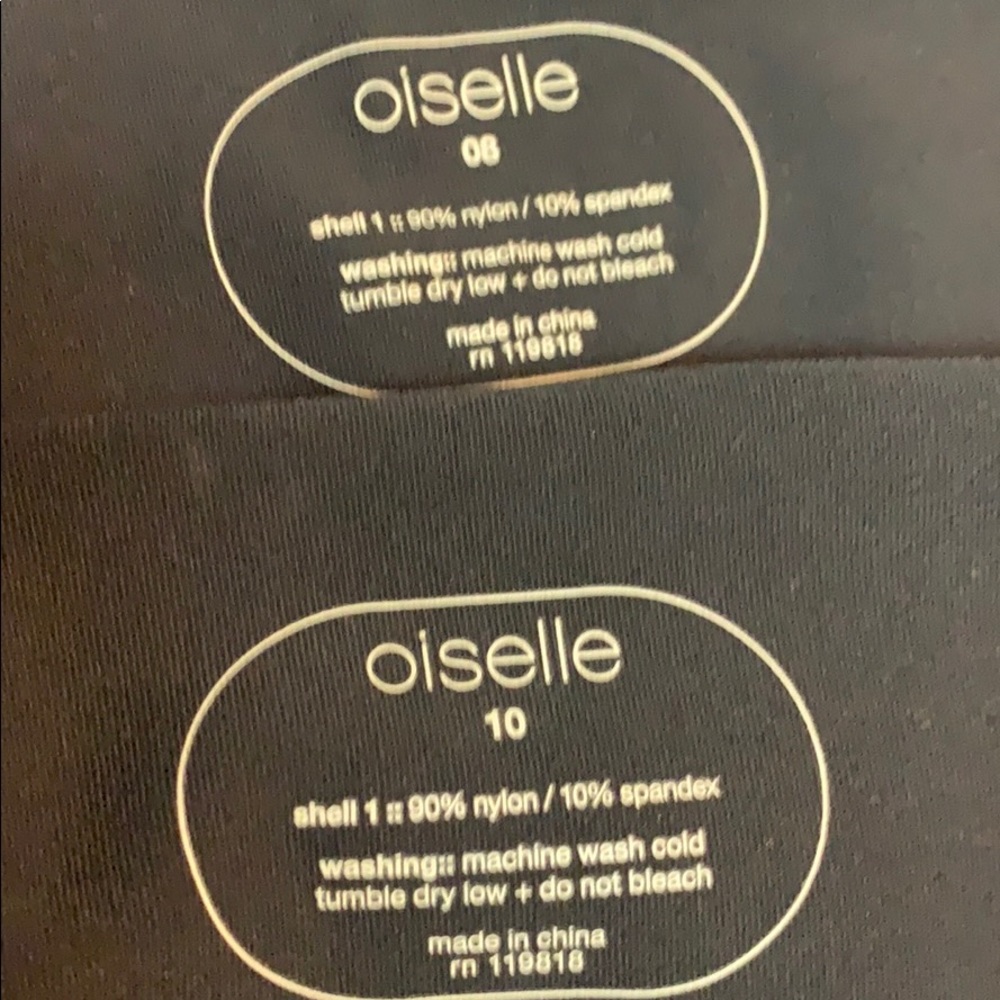 oiselle
08
shell 1 :: 90% nylon / 10% spandex
washing:: machine wash cold
tumble dry low + do not bleach
made in china
rn 119818
oiselle
10
shell 1 :: 90% nylon / 10% spandex
washing:: machine wash cold
tumble dry low + do not bleach
made in china
rn 119818